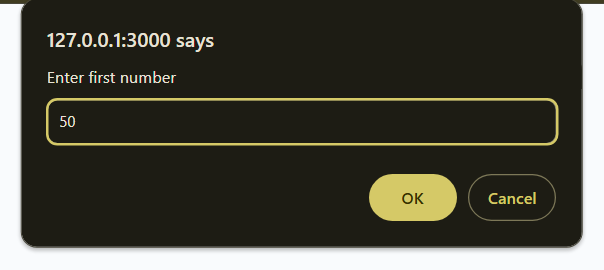 127.0.0.1:3000 says
Enter first number
50
OK Cancel